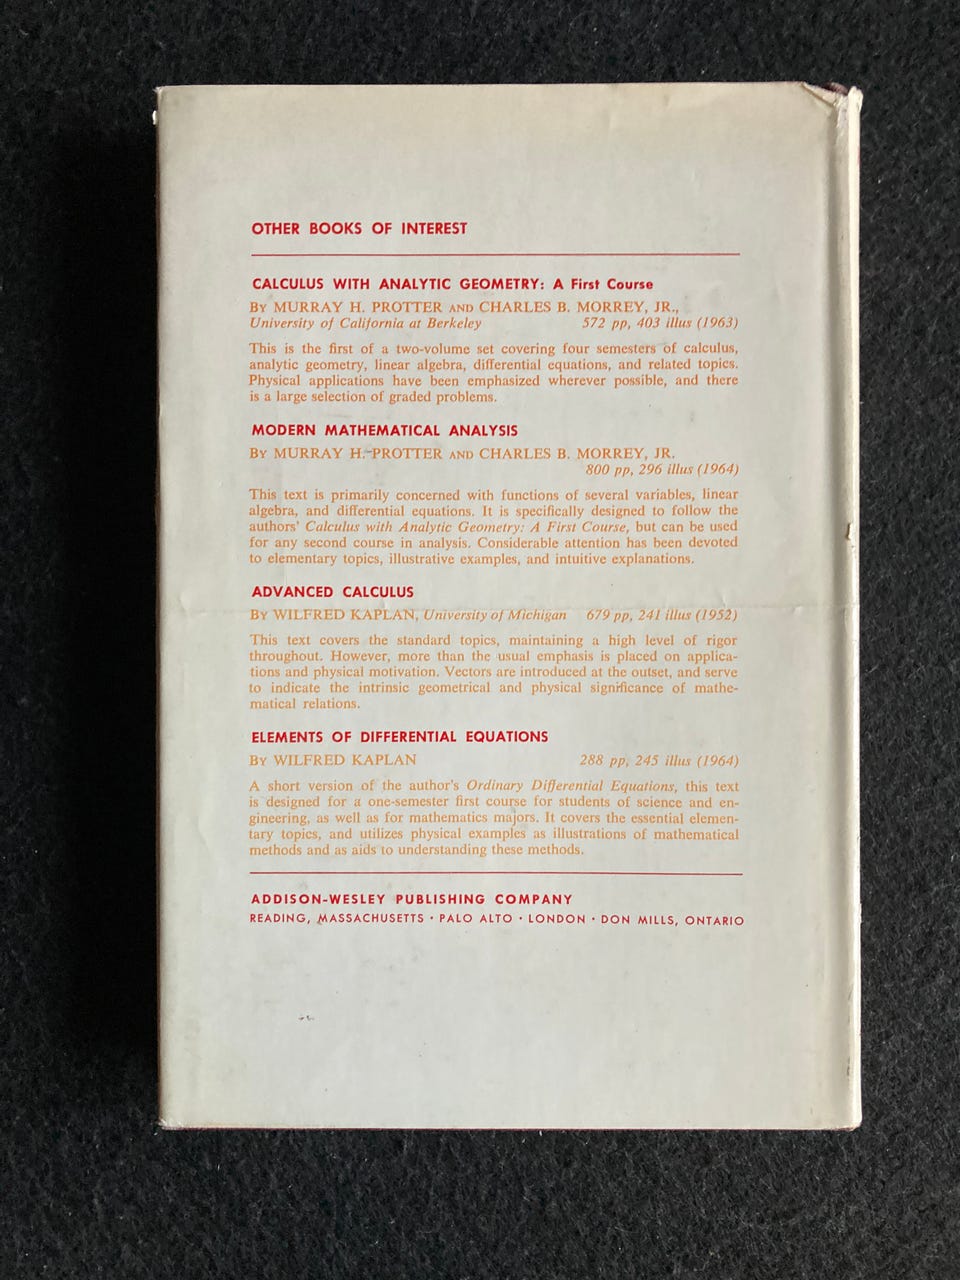 OTHER BOOKS OF INTEREST
CALCULUS WITH ANALYTIC GEOMETRY: A First Course
BY MURRAY H. PROTTER AND CHARLES B. MORREY, JR.,
University of California at Berkeley 572 pp, 403 illus (1963)
This is the first of a two-volume set covering four semesters of calculus,
analytic geometry, linear algebra, differential equations, and related topics.
Physical applications have been emphasized wherever possible, and there
is a large selection of graded problems.
MODERN MATHEMATICAL ANALYSIS
BY MURRAY H. PROTTER AND CHARLES B. MORREY, JR.
800 pp, 296 illus (1964)
This text is primarily concerned with functions of several variables, linear
algebra, and differential equations. It is specifically designed to follow the
authors' Calculus with Analytic Geometry: A First Course, but can be used
for any second course in analysis. Considerable attention has been devoted
to elementary topics, illustrative examples, and intuitive explanations.
ADVANCED CALCULUS
BY WILFRED KAPLAN, University of Michigan 679 pp, 241 illus (1952)
This text covers the standard topics, maintaining a high level of rigor
throughout. However, more than the usual emphasis is placed on applica-
tions and physical motivation. Vectors are introduced at the outset, and serve
to indicate the intrinsic geometrical and physical significance of mathe-
matical relations.
ELEMENTS OF DIFFERENTIAL EQUATIONS
BY WILFRED KAPLAN 288 pp, 245 illus (1964)
A short version of the author's Ordinary Differential Equations, this text
is designed for a one-semester first course for students of science and en-
gineering, as well as for mathematics majors. It covers the essential elemen-
tary topics, and utilizes physical examples as illustrations of mathematical
methods and as aids to understanding these methods.
ADDISON-WESLEY PUBLISHING COMPANY
READING, MASSACHUSETTS · PALO ALTO · LONDON · DON MILLS, ONTARIO